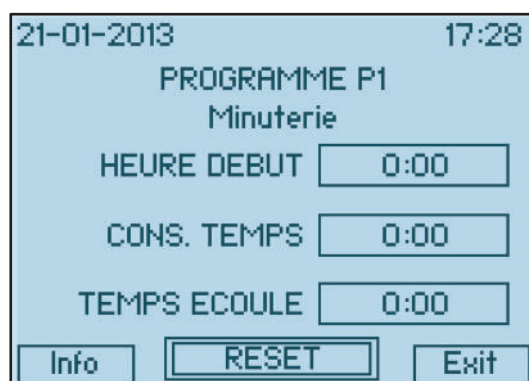 21-01-2013 17:28
PROGRAMME P1
Minuterie
HEURE DEBUT 0:00
CONS. TEMPS 0:00
TEMPS ECOULE 0:00
Info RESET Exit